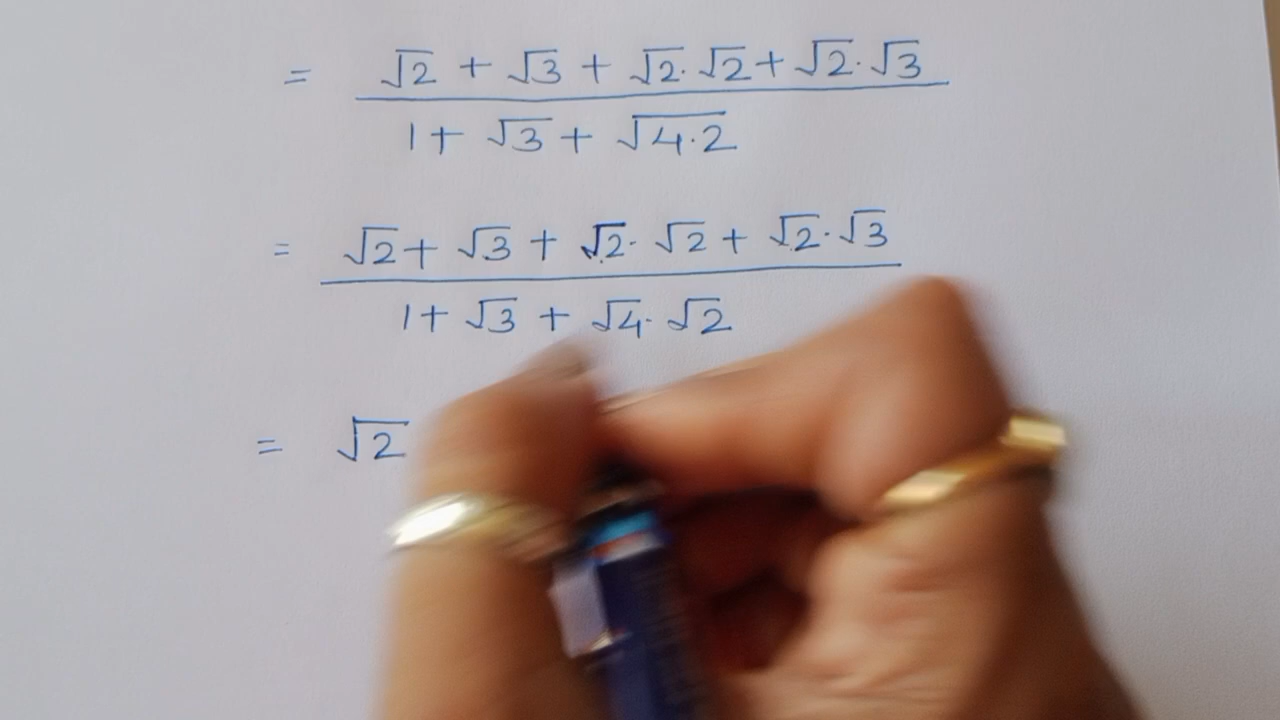 = √2 + √3 + √2·√2 + √2·√3
1 + √3 + √4·2
= √2 + √3 + √2·√2 + √2·√3
1 + √3 + √4·√2
= √2